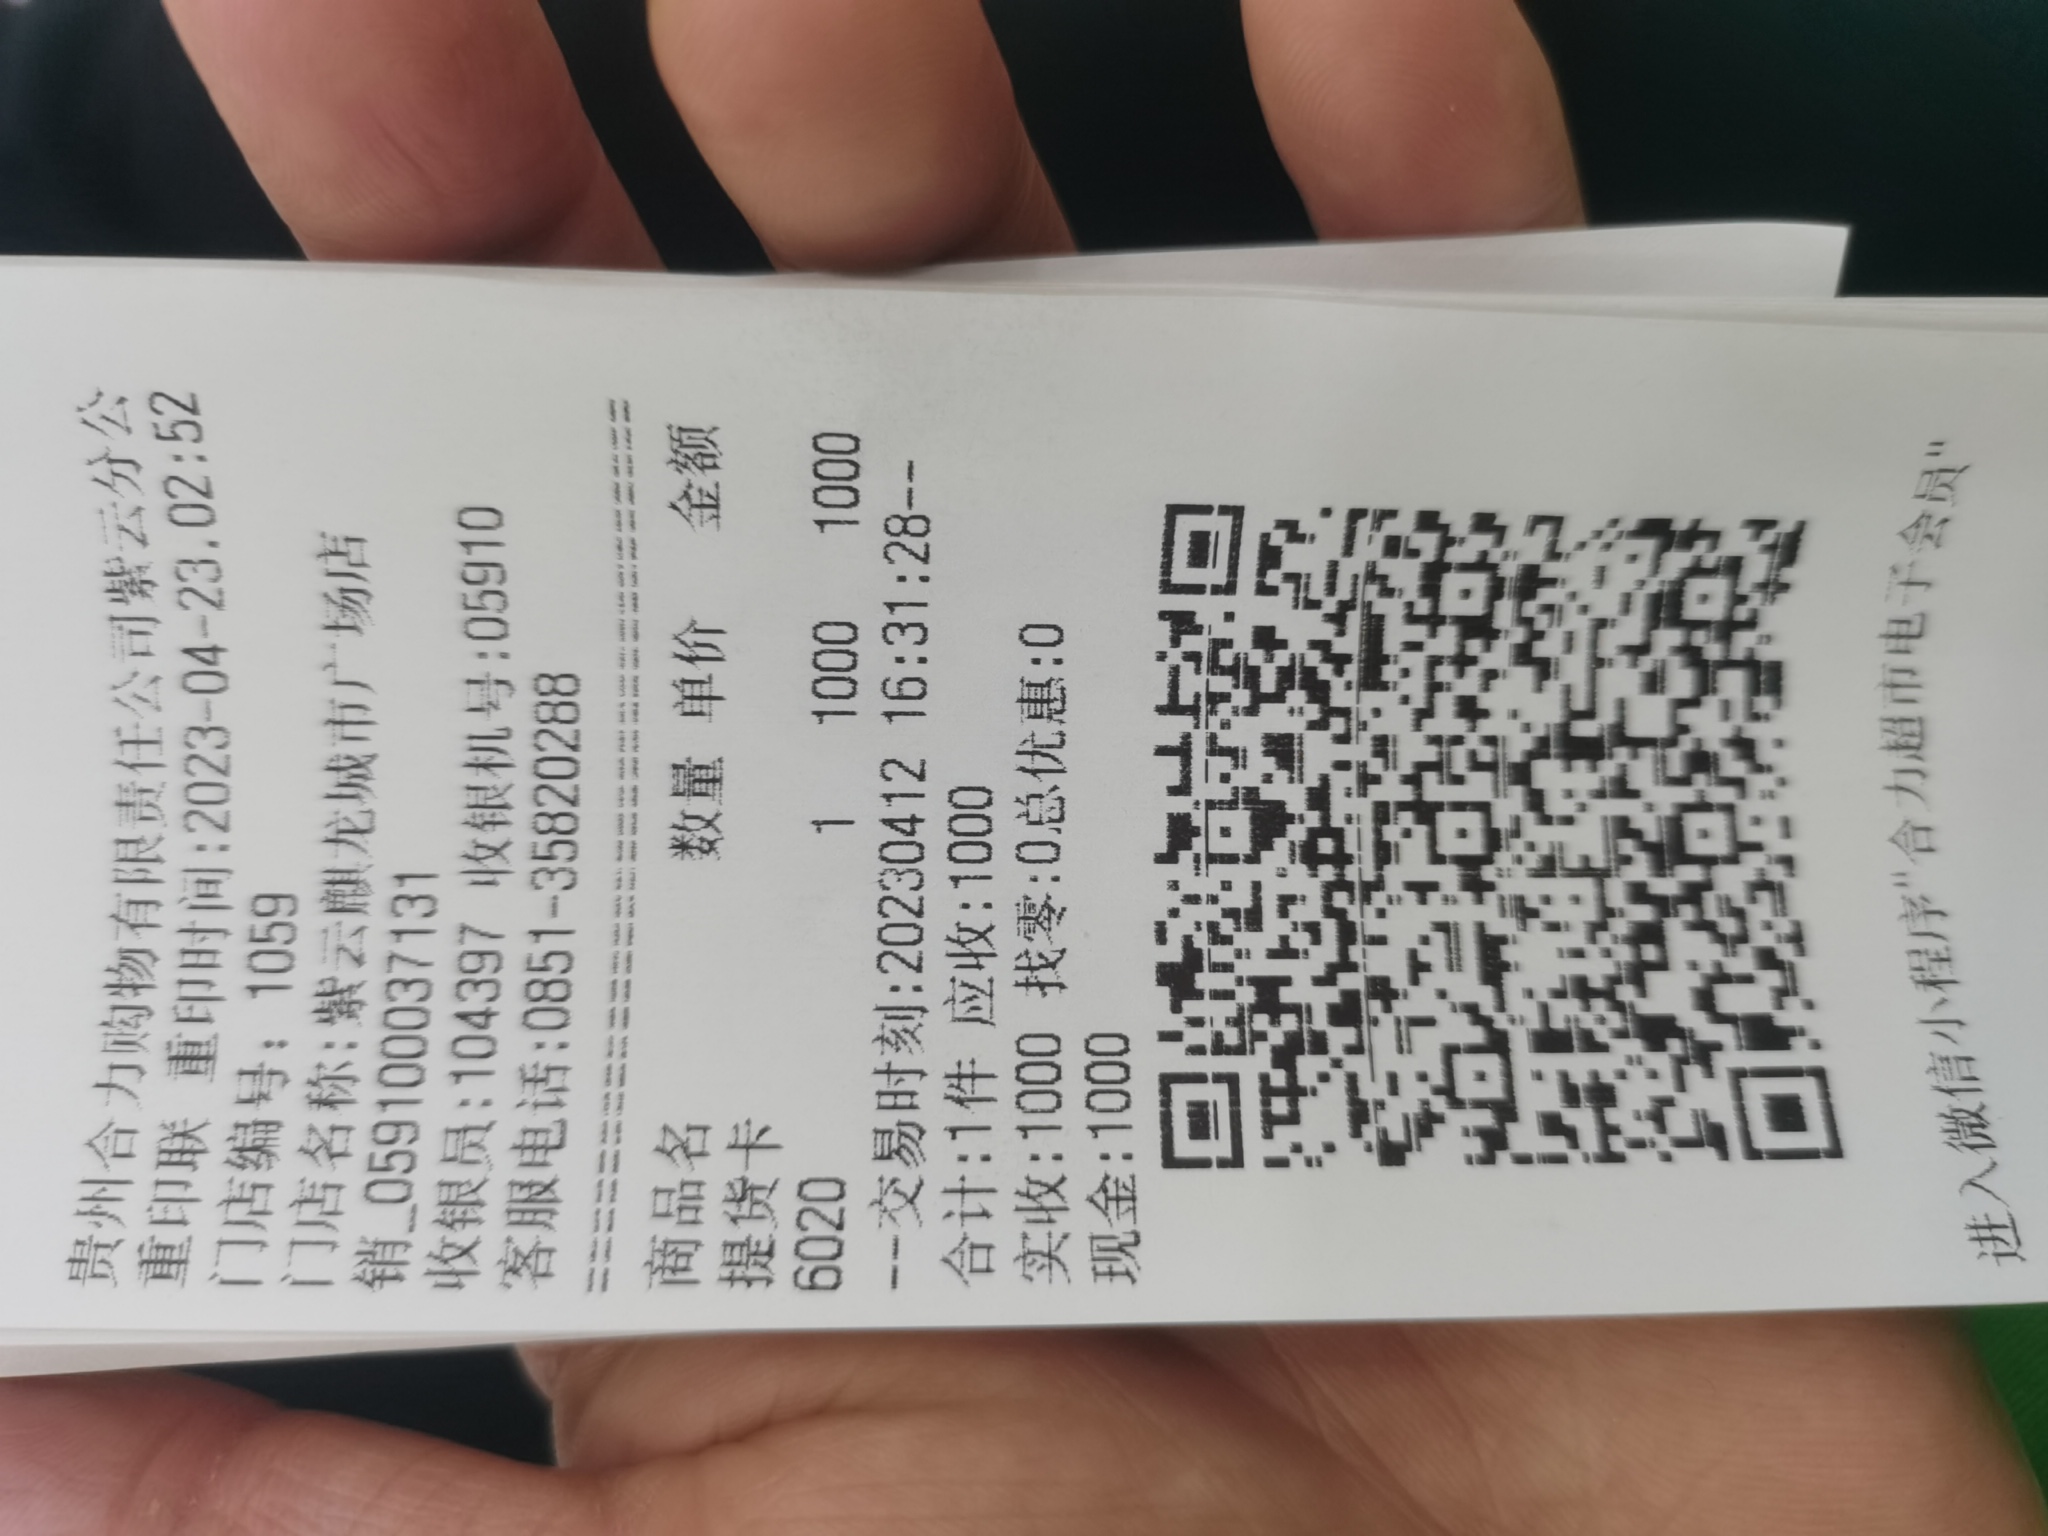 贵州合力购物有限责任公司紫云分公
重印联 重印时间:2023-04-23.02:52
门店编号: 1059
门店名称:紫云麒龙城市广场店
销_059100037131
收银员:104397 收银机号:05910
客服电话:0851-35820288
================================
商品名 数量 单价 金额
提货卡
6020 1 1000 1000
--交易时刻:20230412 16:31:28--
合计:1件 应收:1000
实收:1000 找零:0总优惠:0
现金:1000
进入微信小程序"合力超市电子会员"